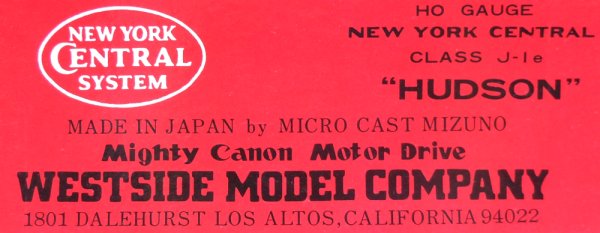 NEW YORK
CENTRAL
SYSTEM
HO GAUGE
NEW YORK CENTRAL
CLASS J-1e
"HUDSON"
MADE IN JAPAN by MICRO CAST MIZUNO
Mighty Canon Motor Drive
WESTSIDE MODEL COMPANY
1801 DALEHURST LOS ALTOS, CALIFORNIA 94022